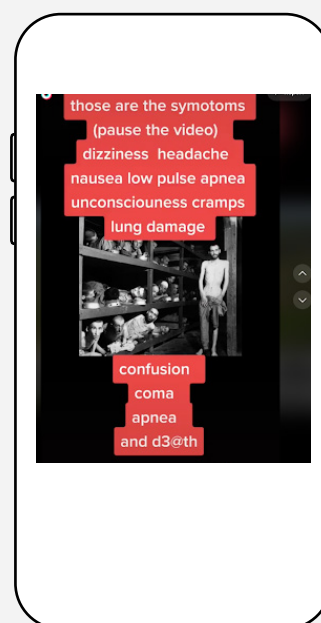 those are the symotoms
(pause the video)
dizziness headache
nausea low pulse apnea
unconsciouness cramps
lung damage
confusion
coma
apnea
and d3@th